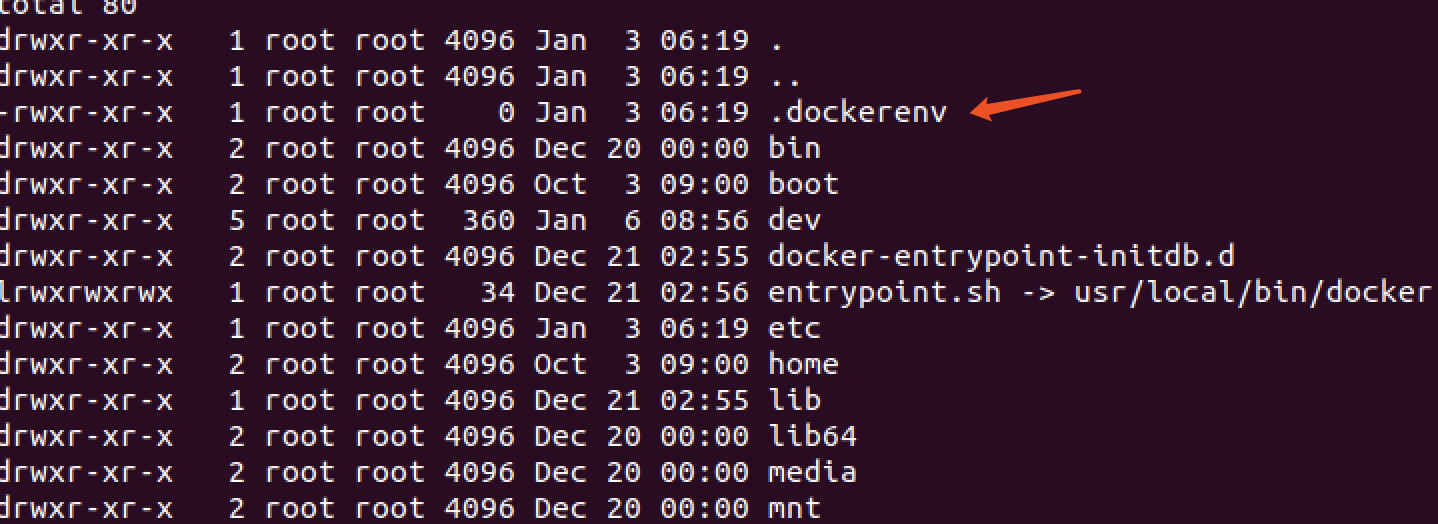 total 80
drwxr-xr-x   1 root root 4096 Jan  3 06:19 .
drwxr-xr-x   1 root root 4096 Jan  3 06:19 ..
-rwxr-xr-x   1 root root    0 Jan  3 06:19 .dockerenv
drwxr-xr-x   2 root root 4096 Dec 20 00:00 bin
drwxr-xr-x   2 root root 4096 Oct  3 09:00 boot
drwxr-xr-x   5 root root  360 Jan  6 08:56 dev
drwxr-xr-x   2 root root 4096 Dec 21 02:55 docker-entrypoint-initdb.d
lrwxrwxrwx   1 root root   34 Dec 21 02:56 entrypoint.sh -> usr/local/bin/docker
drwxr-xr-x   1 root root 4096 Jan  3 06:19 etc
drwxr-xr-x   2 root root 4096 Oct  3 09:00 home
drwxr-xr-x   1 root root 4096 Dec 21 02:55 lib
drwxr-xr-x   2 root root 4096 Dec 20 00:00 lib64
drwxr-xr-x   2 root root 4096 Dec 20 00:00 media
drwxr-xr-x   2 root root 4096 Dec 20 00:00 mnt